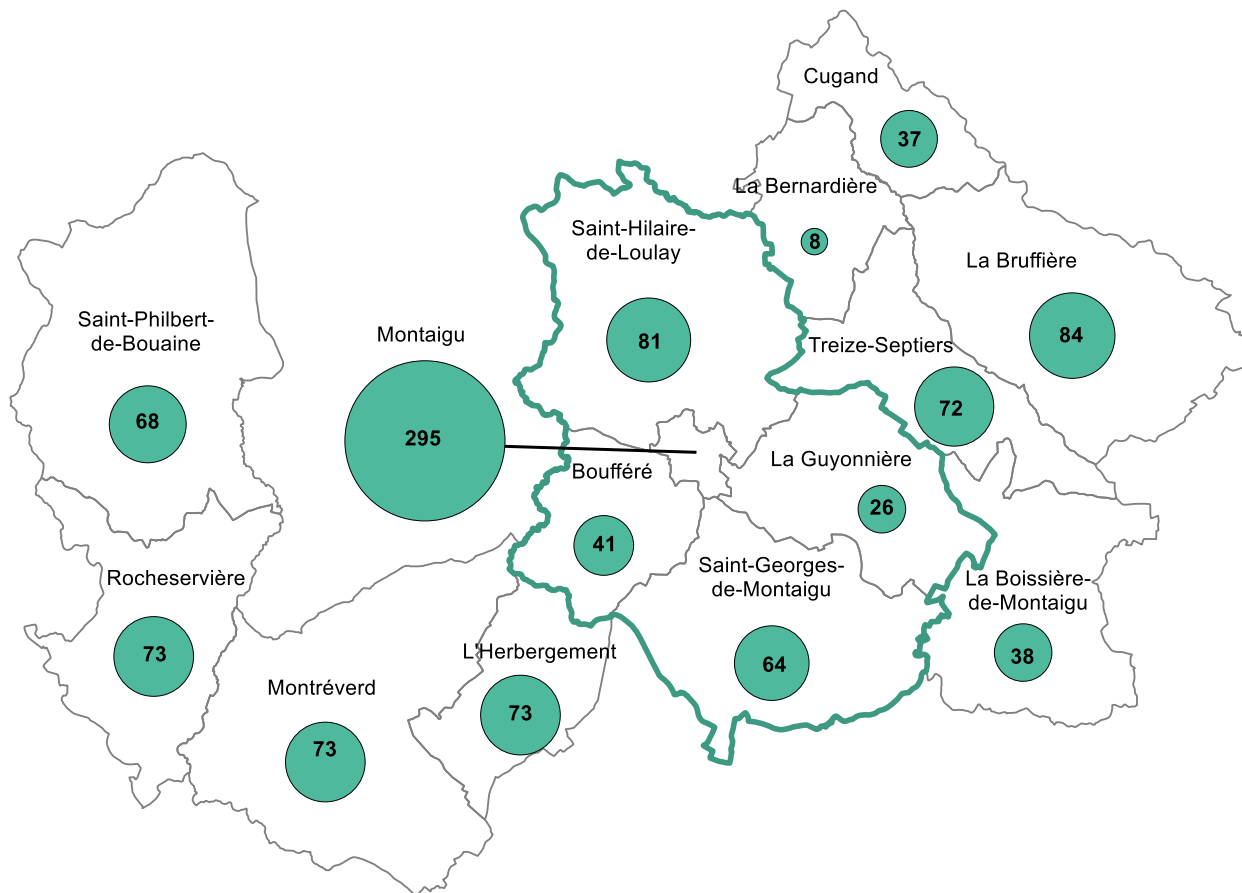 Cugand
37
La Bernardière
8
Saint-Hilaire-
de-Loulay
81
La Bruffière
84
Saint-Philbert-
de-Bouaine
68
Montaigu
295
Treize-Septiers
72
Boufféré
41
La Guyonnière
26
Rocheservière
73
Saint-Georges-
de-Montaigu
64
La Boissière-
de-Montaigu
38
L'Herbergement
73
Montréverd
73